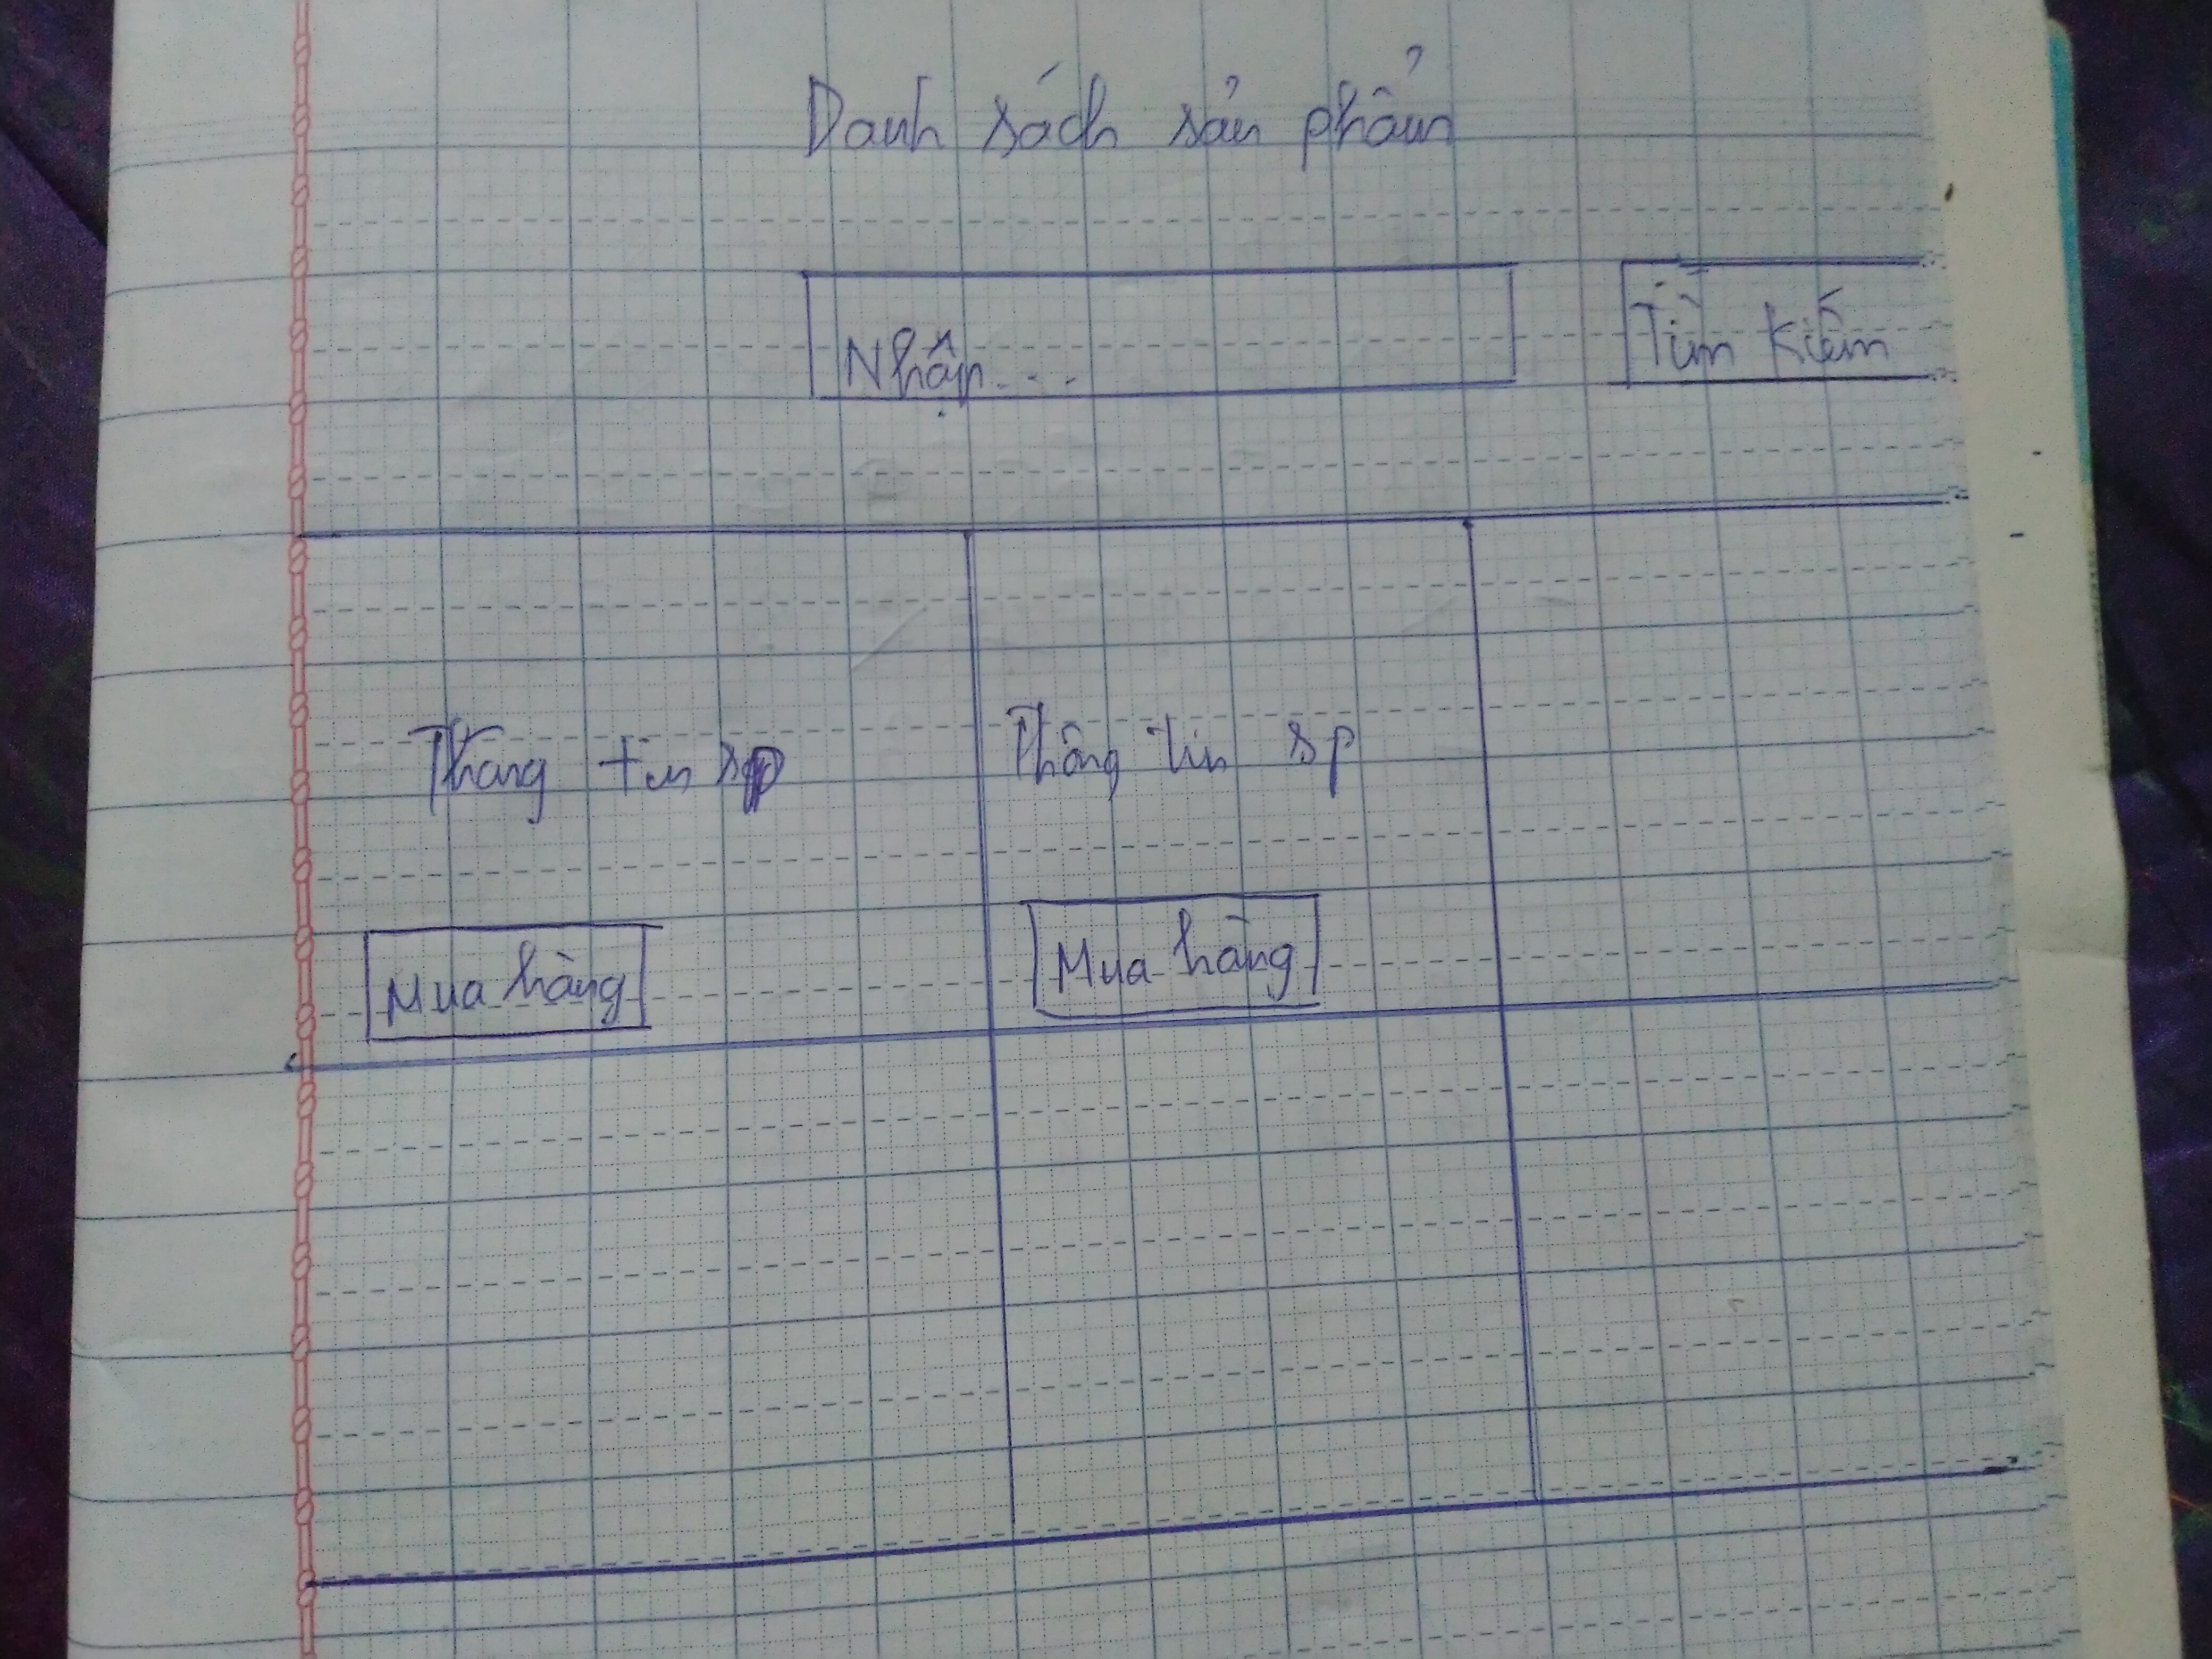 Danh sách sản phẩm
Nhập...
Tìm kiếm
Thông tin sp
Thông tin sp
Mua hàng
Mua hàng